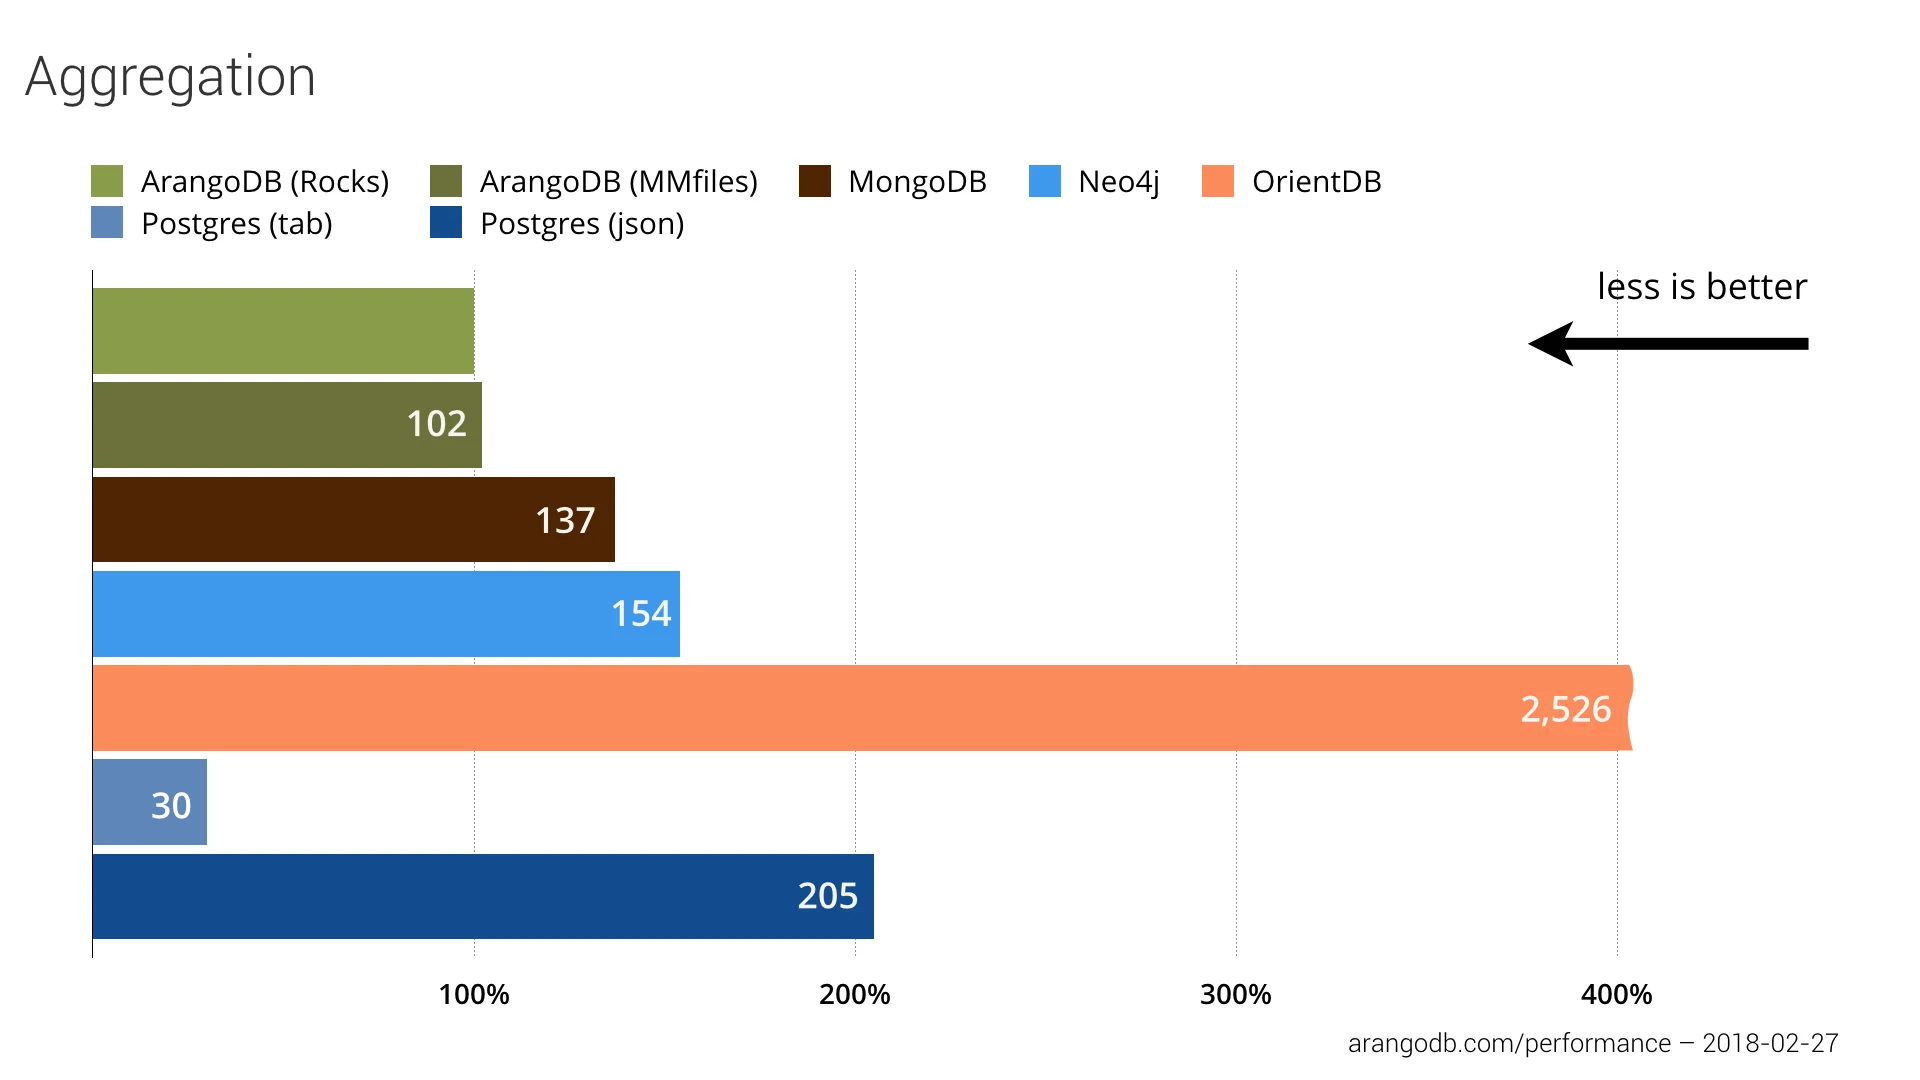 Aggregation
ArangoDB (Rocks) ArangoDB (MMfiles) MongoDB Neo4j OrientDB
Postgres (tab) Postgres (json)
less is better
102
137
154
2,526
30
205
100% 200% 300% 400%
arangodb.com/performance – 2018-02-27